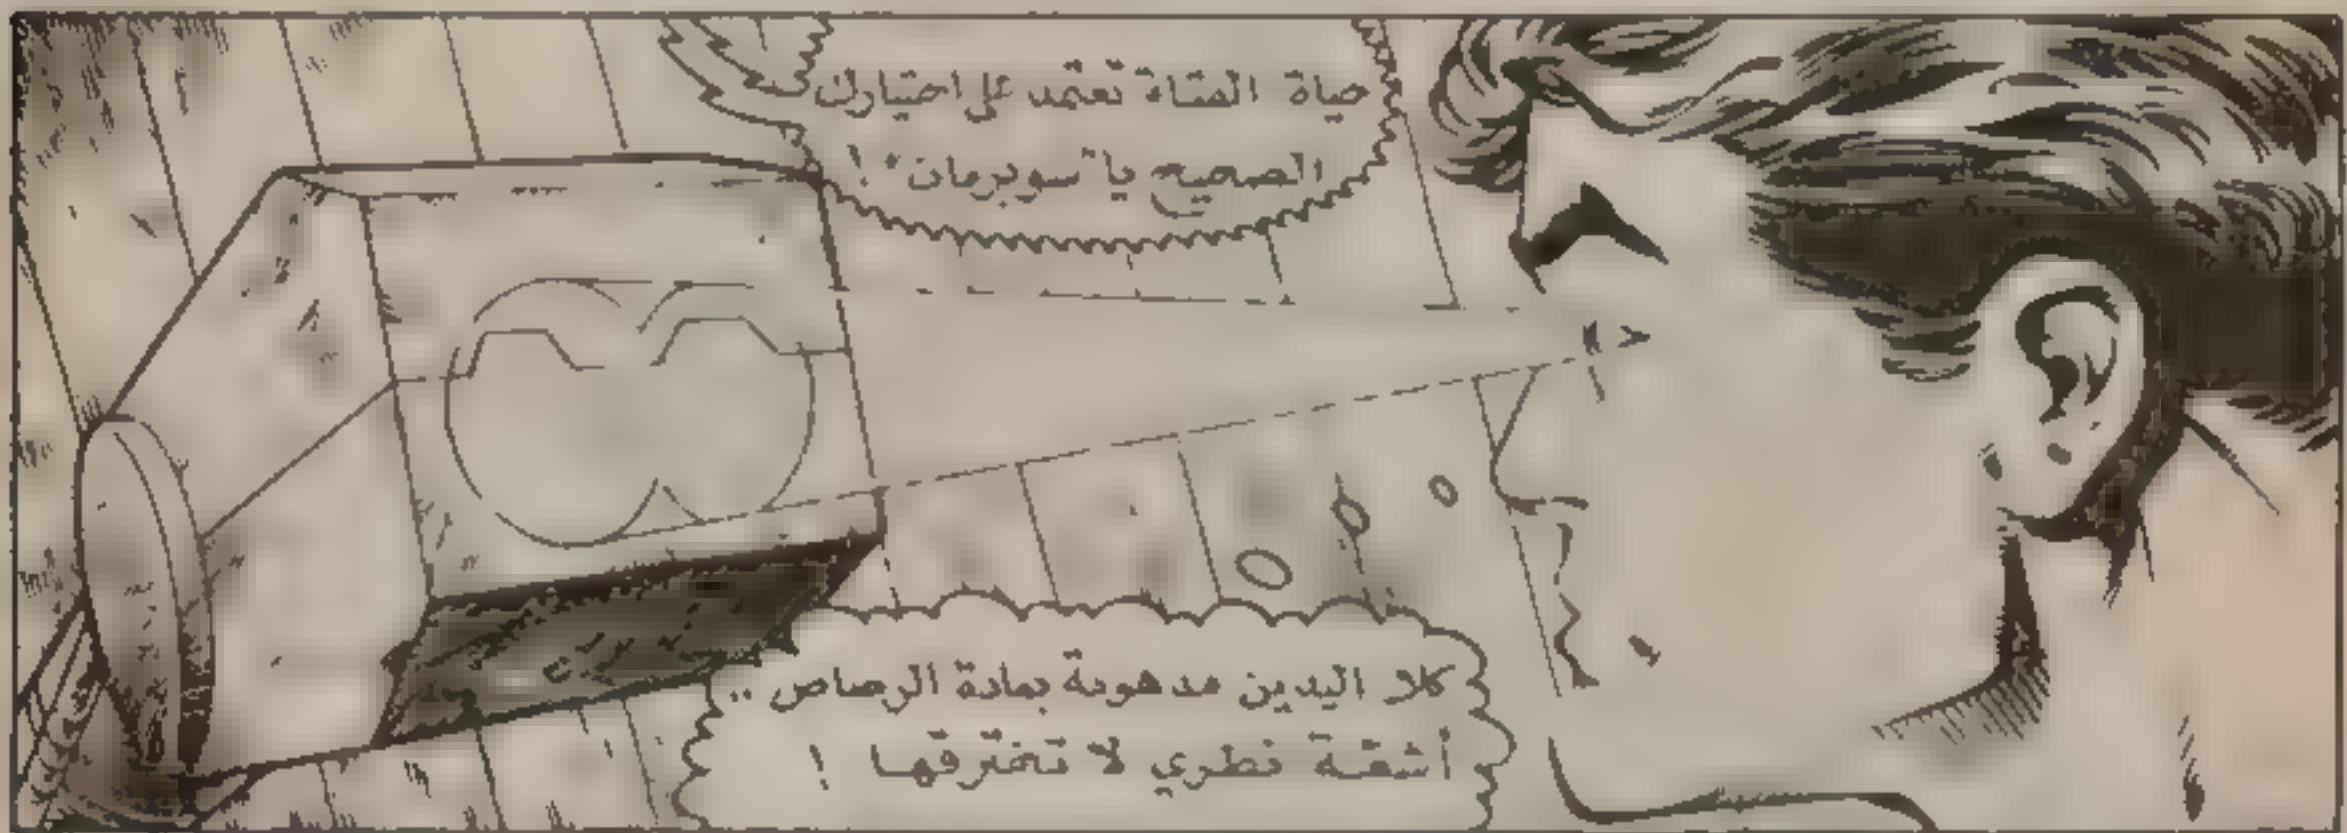 حياة الفتاة تعتمد على اختيارك
الصحيح يا "سوبرمان" !
كلا اليدين مدهونة بمادة الرصاص ..
أشعة نظري لا تخترقها !